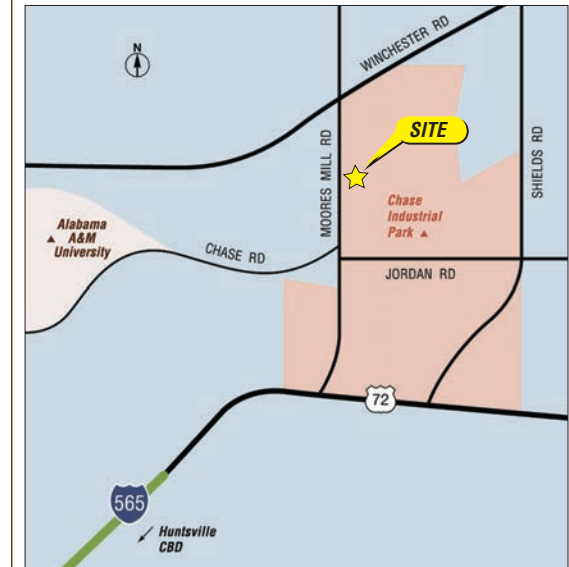 WINCHESTER RD
N
SITE
MOORES MILL RD
SHIELDS RD
Chase
Industrial
Park
Alabama
A&M
University
CHASE RD
JORDAN RD
72
565
Huntsville
CBD